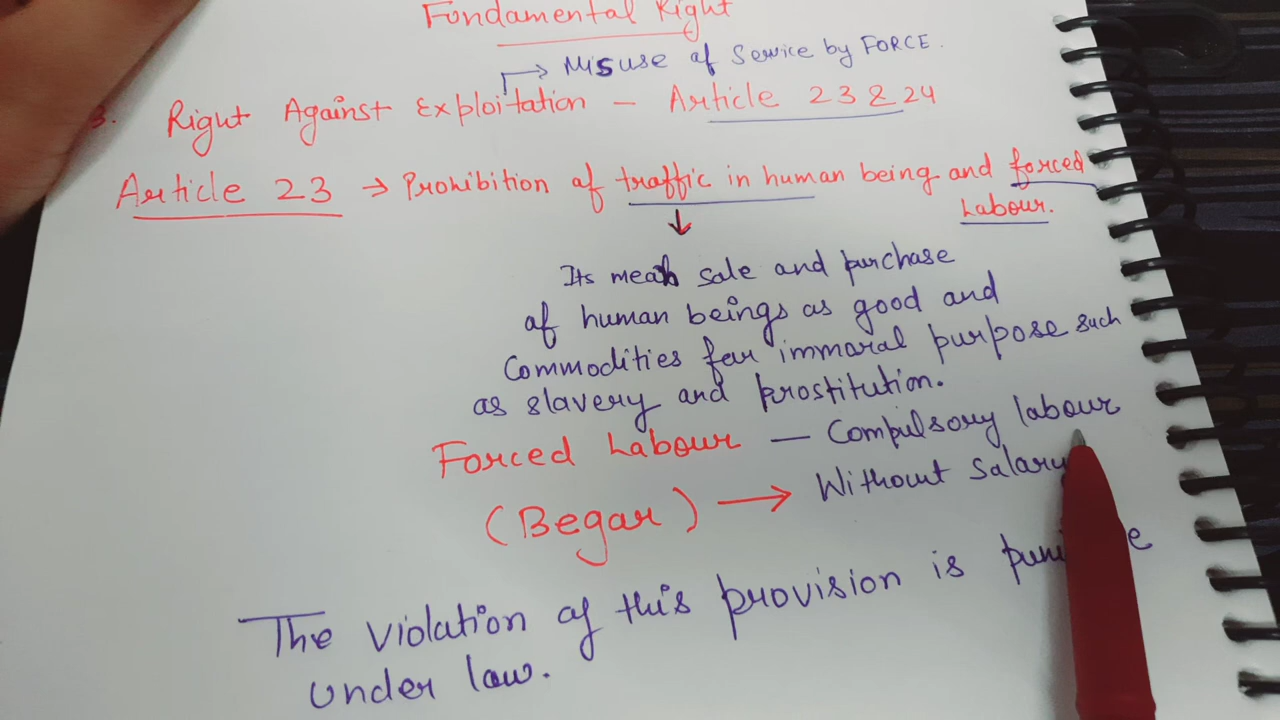 Fundamental Right
→ Misuse of Service by FORCE.
3. Right Against Exploitation – Article 23 & 24
Article 23 → Prohibition of traffic in human being and forced
Labour.
Its mean sale and purchase
of human beings as good and
Commodities for immoral purpose such
as slavery and prostitution.
Forced Labour – Compulsory labour
(Begar) → Without Salary
The violation of this provision is
under law.